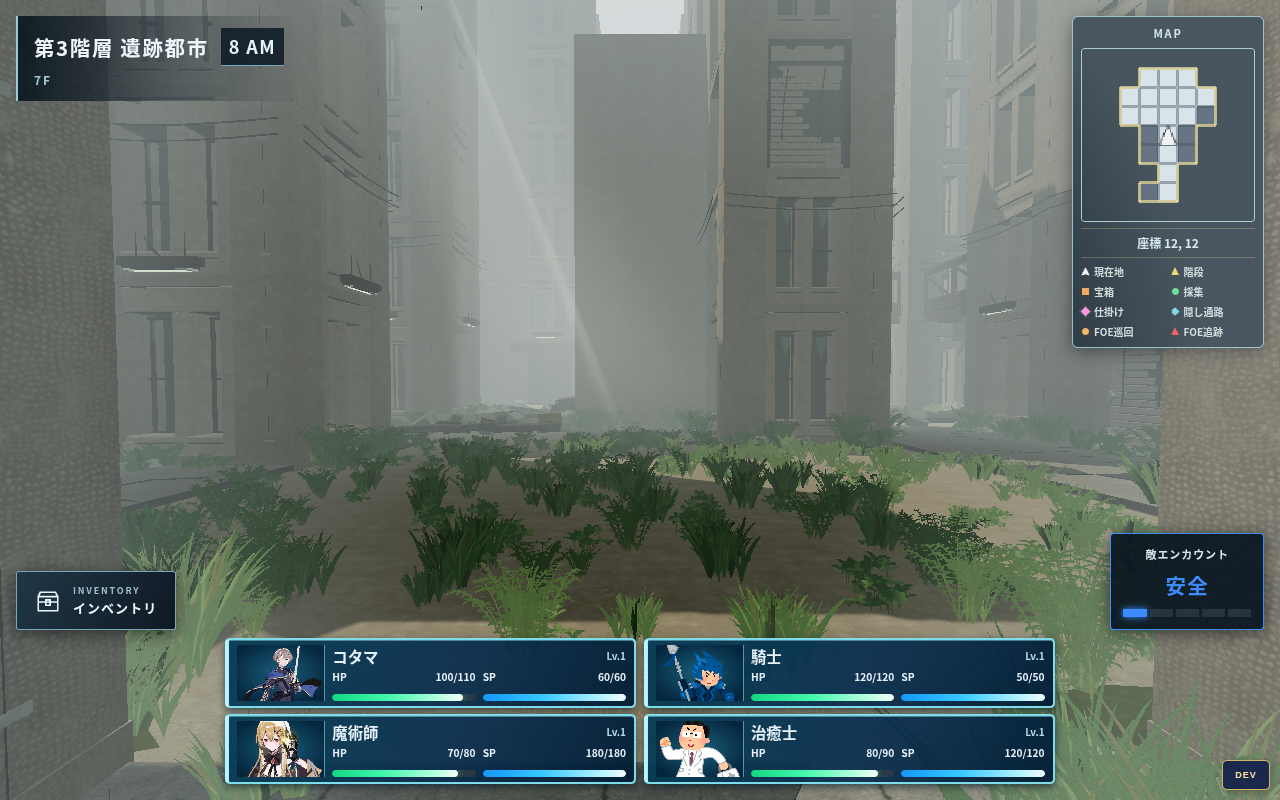 第3階層 遺跡都市 8 AM
7F
MAP
座標 12, 12
現在地 階段
宝箱 採集
仕掛け 隠し通路
FOE巡回 FOE追跡
敵エンカウント
安全
INVENTORY
インベントリ
コタマ Lv.1
HP 100/110 SP 60/60
騎士 Lv.1
HP 120/120 SP 50/50
魔術師 Lv.1
HP 70/80 SP 180/180
治癒士 Lv.1
HP 80/90 SP 120/120
DEV